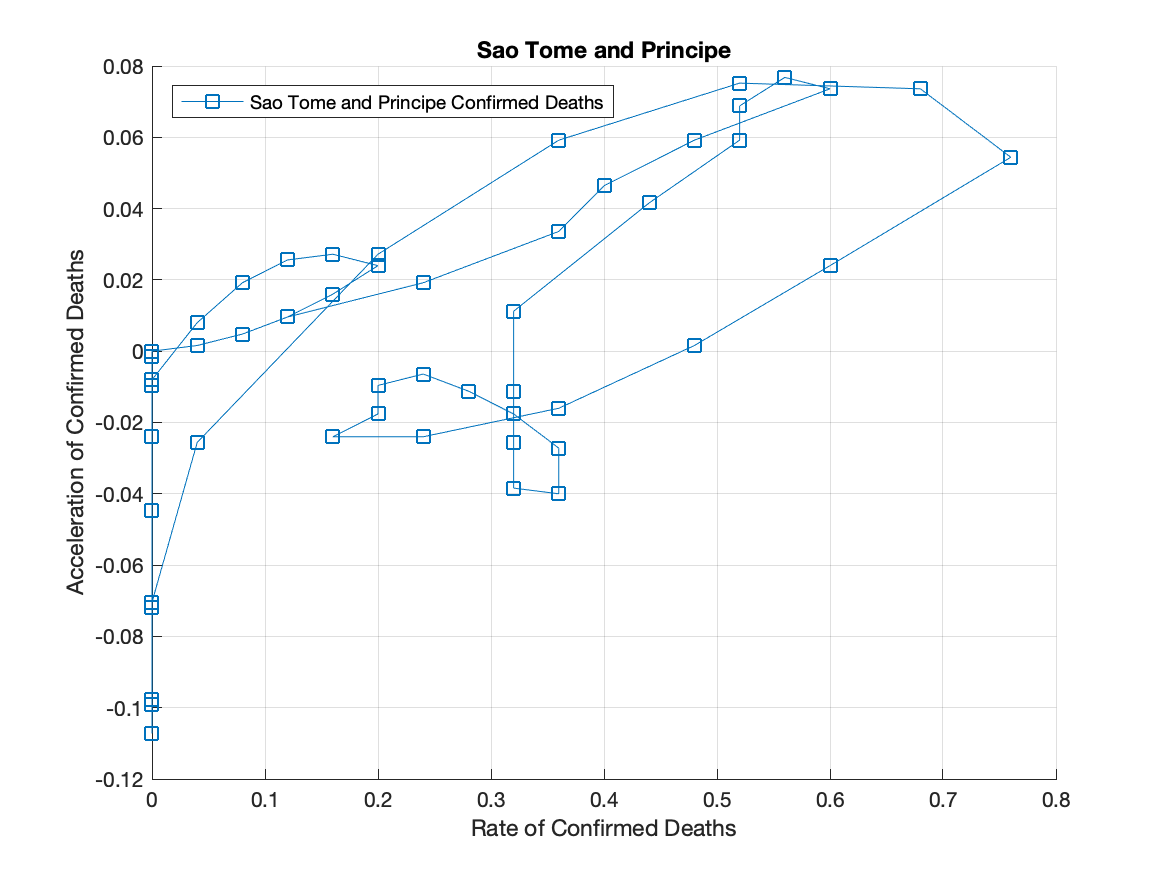 Sao Tome and Principe
Sao Tome and Principe Confirmed Deaths
0.08
0.06
0.04
0.02
0
-0.02
-0.04
-0.06
-0.08
-0.1
-0.12
Acceleration of Confirmed Deaths
0 0.1 0.2 0.3 0.4 0.5 0.6 0.7 0.8
Rate of Confirmed Deaths